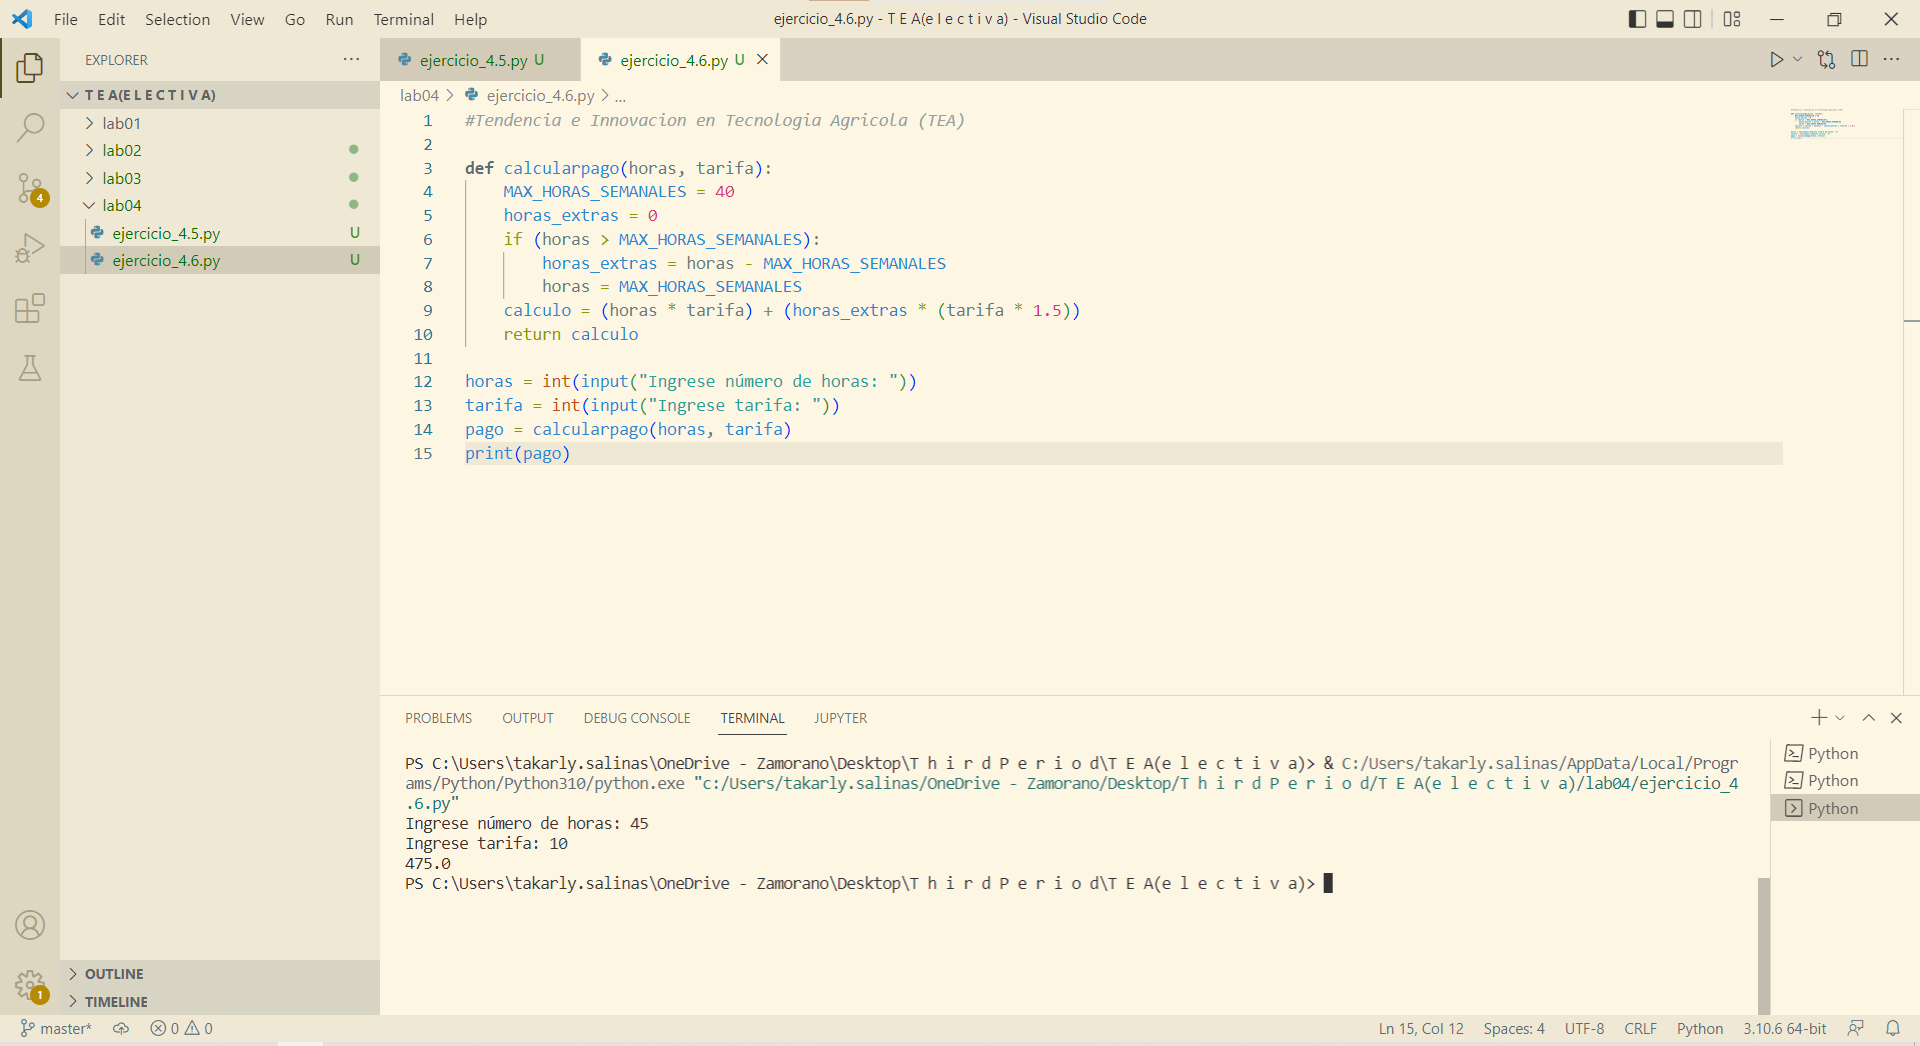 File Edit Selection View Go Run Terminal Help
ejercicio_4.6.py - T E A(e l e c t i v a) - Visual Studio Code
EXPLORER
T E A(E L E C T I V A)
lab01
lab02
lab03
lab04
ejercicio_4.5.py U
ejercicio_4.6.py U
4
OUTLINE
TIMELINE
1
ejercicio_4.5.py U
ejercicio_4.6.py U
lab04 > ejercicio_4.6.py > ...
1 #Tendencia e Innovacion en Tecnologia Agricola (TEA)
2
3 def calcularpago(horas, tarifa):
4 MAX_HORAS_SEMANALES = 40
5 horas_extras = 0
6 if (horas > MAX_HORAS_SEMANALES):
7 horas_extras = horas - MAX_HORAS_SEMANALES
8 horas = MAX_HORAS_SEMANALES
9 calculo = (horas * tarifa) + (horas_extras * (tarifa * 1.5))
10 return calculo
11
12 horas = int(input("Ingrese número de horas: "))
13 tarifa = int(input("Ingrese tarifa: "))
14 pago = calcularpago(horas, tarifa)
15 print(pago)
PROBLEMS OUTPUT DEBUG CONSOLE TERMINAL JUPYTER
PS C:\Users\takarly.salinas\OneDrive - Zamorano\Desktop\T h i r d P e r i o d\T E A(e l e c t i v a)> & C:/Users/takarly.salinas/AppData/Local/Progr
ams/Python/Python310/python.exe "c:/Users/takarly.salinas/OneDrive - Zamorano/Desktop/T h i r d P e r i o d/T E A(e l e c t i v a)/lab04/ejercicio_4
.6.py"
Ingrese número de horas: 45
Ingrese tarifa: 10
475.0
PS C:\Users\takarly.salinas\OneDrive - Zamorano\Desktop\T h i r d P e r i o d\T E A(e l e c t i v a)>
Python
Python
Python
master* 0 0
Ln 15, Col 12 Spaces: 4 UTF-8 CRLF Python 3.10.6 64-bit